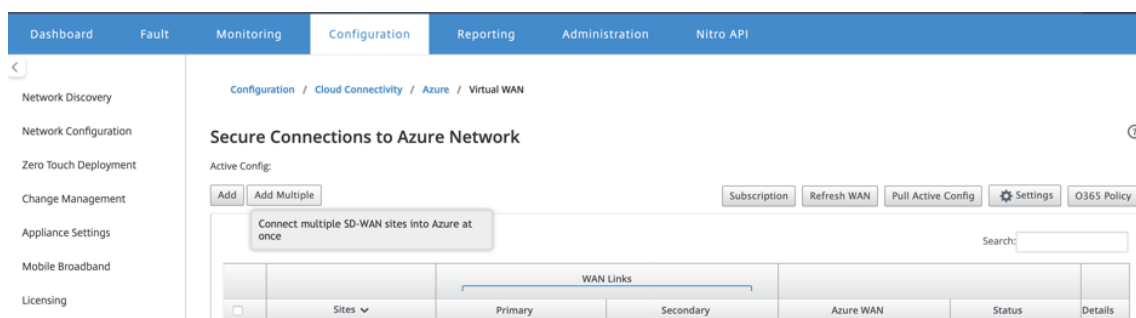 Dashboard Fault Monitoring Configuration Reporting Administration Nitro API
Network Discovery
Network Configuration
Zero Touch Deployment
Change Management
Appliance Settings
Mobile Broadband
Licensing
Configuration / Cloud Connectivity / Azure / Virtual WAN
Secure Connections to Azure Network
Active Config:
Add Add Multiple Subscription Refresh WAN Pull Active Config Settings O365 Policy
Connect multiple SD-WAN sites into Azure at
once
Search:
WAN Links
Sites Primary Secondary Azure WAN Status Details